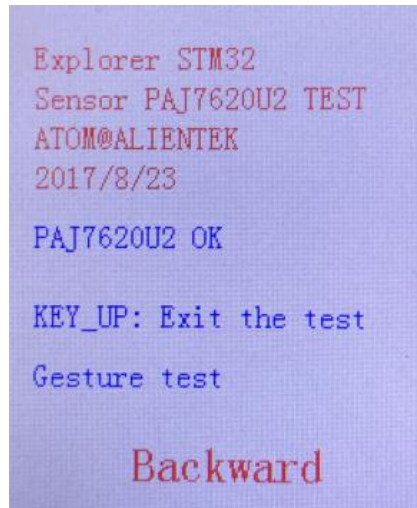 Explorer STM32
Sensor PAJ7620U2 TEST
ATOM@ALIENTEK
2017/8/23
PAJ7620U2 OK
KEY_UP: Exit the test
Gesture test
Backward